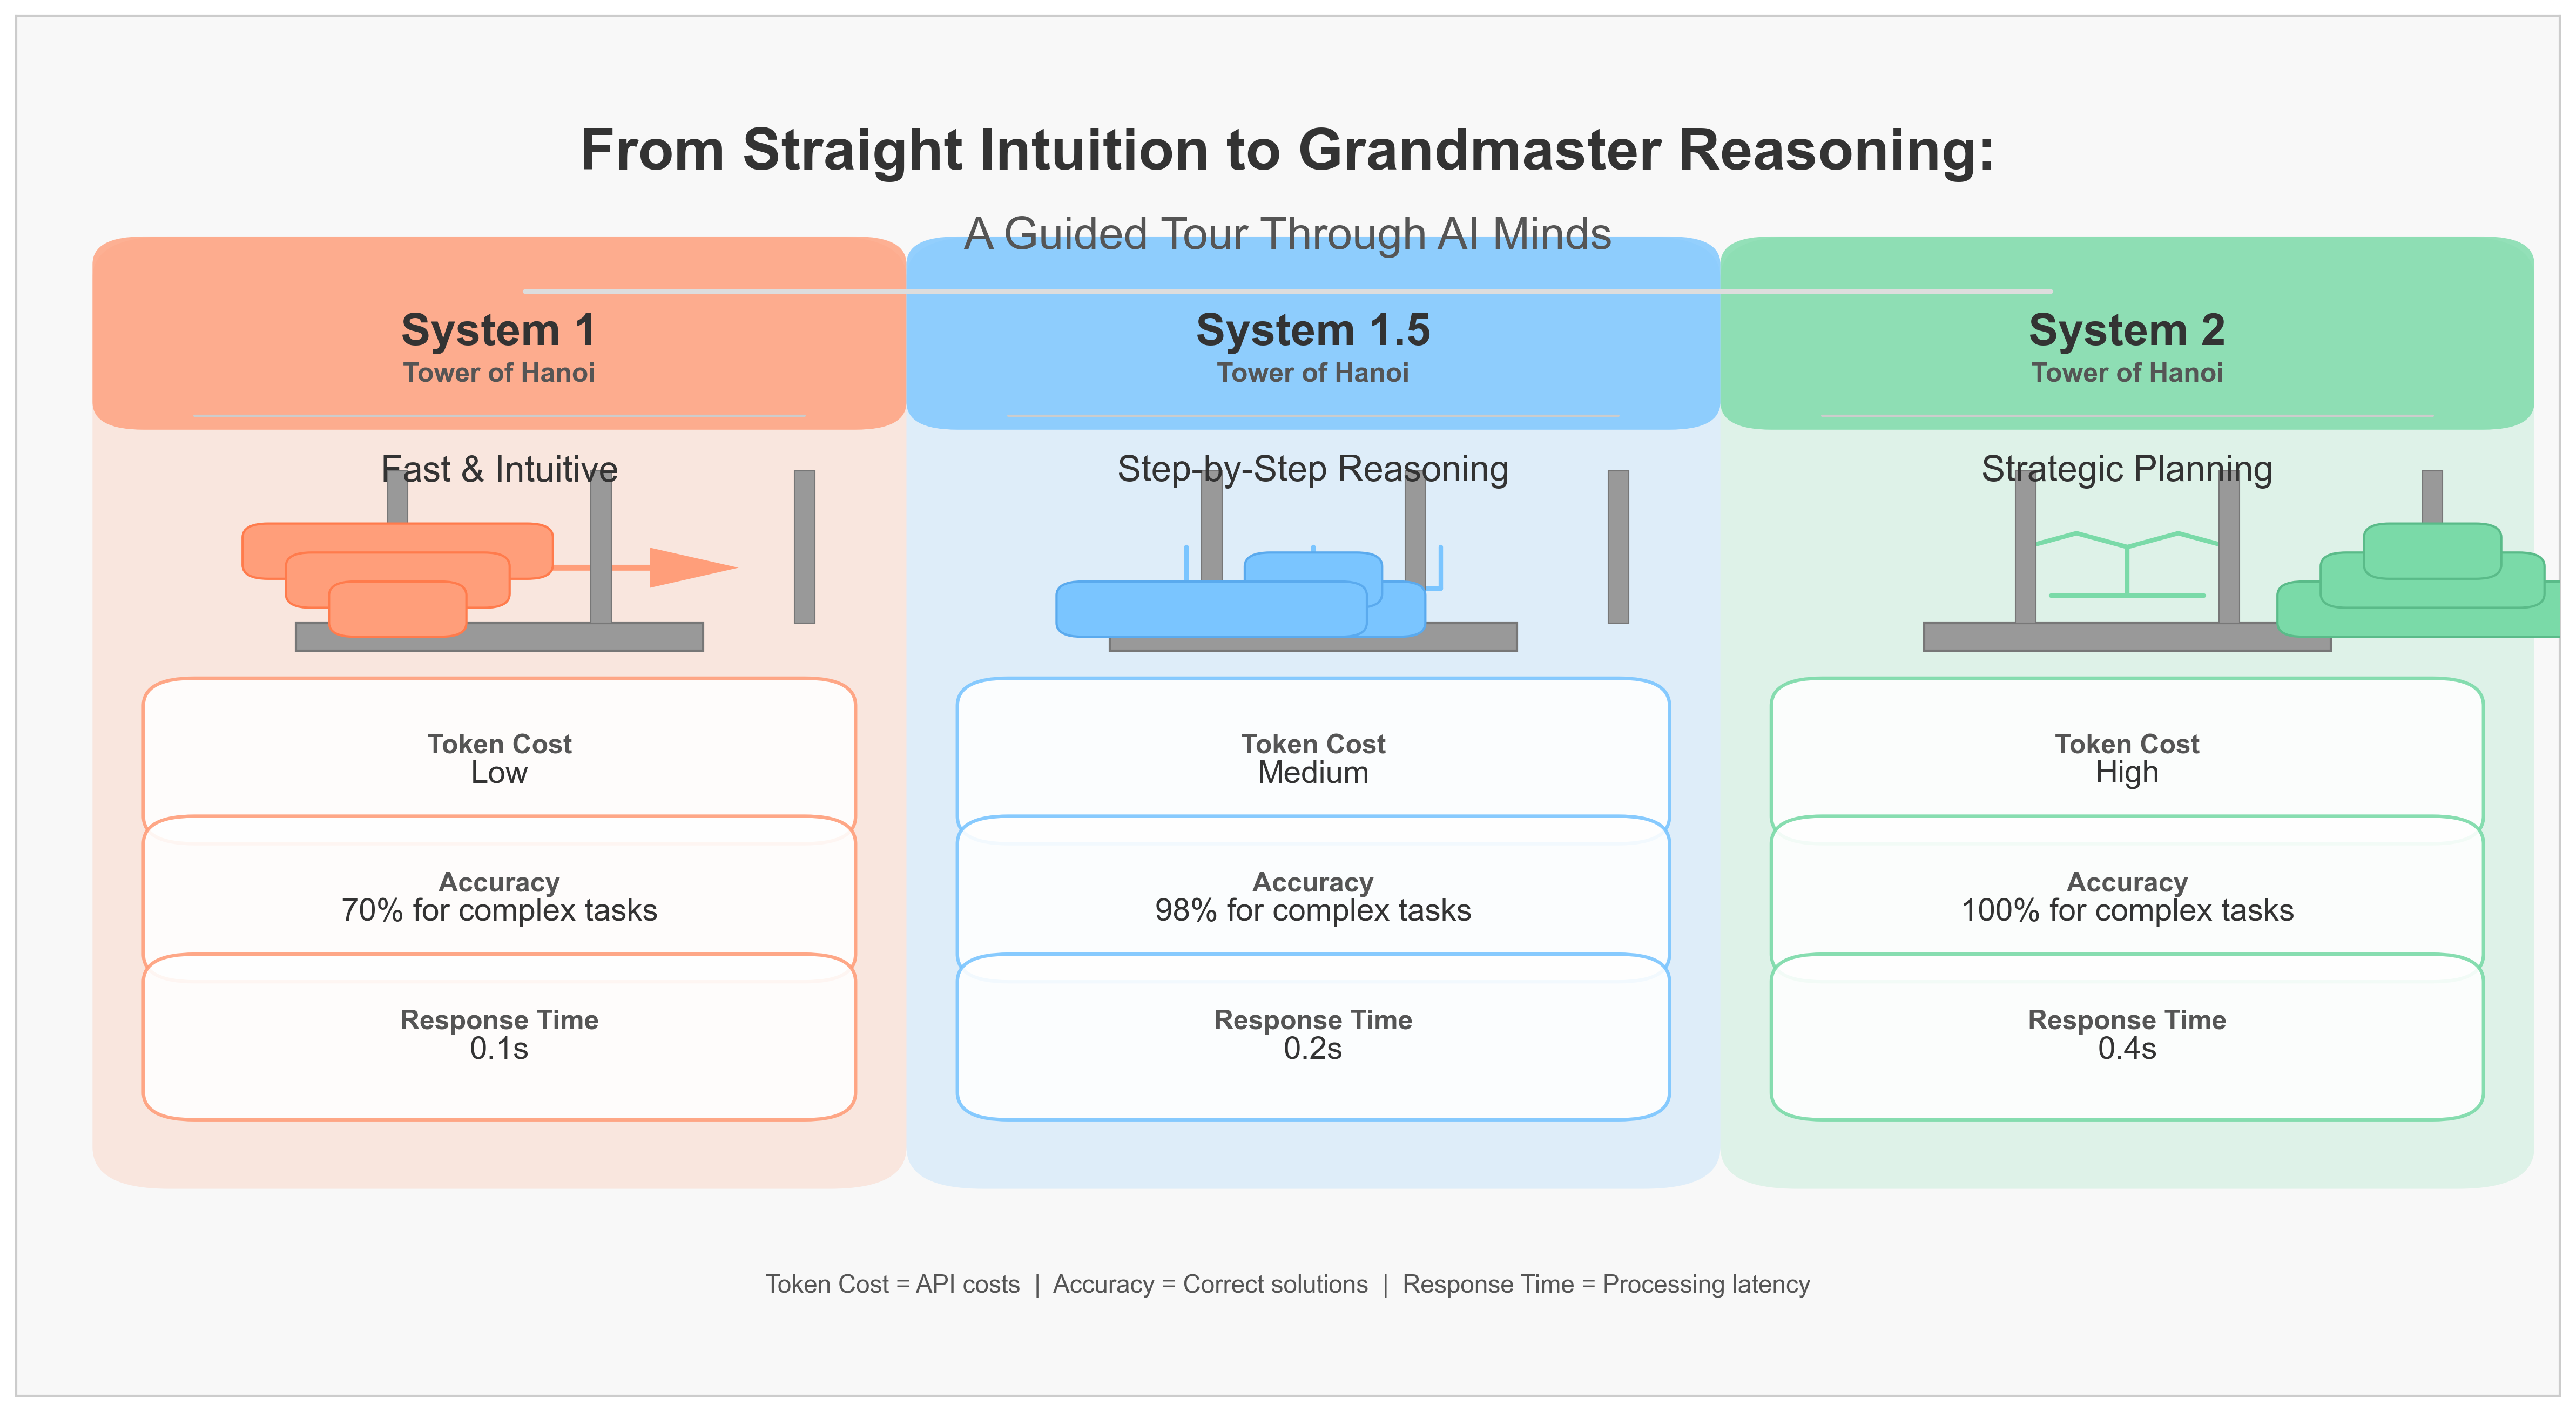 From Straight Intuition to Grandmaster Reasoning:
A Guided Tour Through AI Minds
System 1
Tower of Hanoi
Fast & Intuitive
Token Cost
Low
Accuracy
70% for complex tasks
Response Time
0.1s
System 1.5
Tower of Hanoi
Step-by-Step Reasoning
Token Cost
Medium
Accuracy
98% for complex tasks
Response Time
0.2s
System 2
Tower of Hanoi
Strategic Planning
Token Cost
High
Accuracy
100% for complex tasks
Response Time
0.4s
Token Cost = API costs | Accuracy = Correct solutions | Response Time = Processing latency